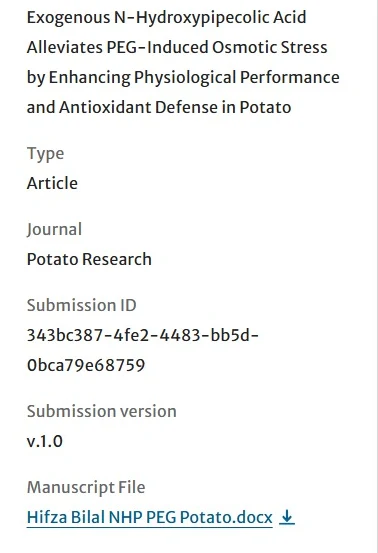 Exogenous N-Hydroxypipecolic Acid
Alleviates PEG-Induced Osmotic Stress
by Enhancing Physiological Performance
and Antioxidant Defense in Potato
Type
Article
Journal
Potato Research
Submission ID
343bc387-4fe2-4483-bb5d-
0bca79e68759
Submission version
v.1.0
Manuscript File
Hifza Bilal NHP PEG Potato.docx